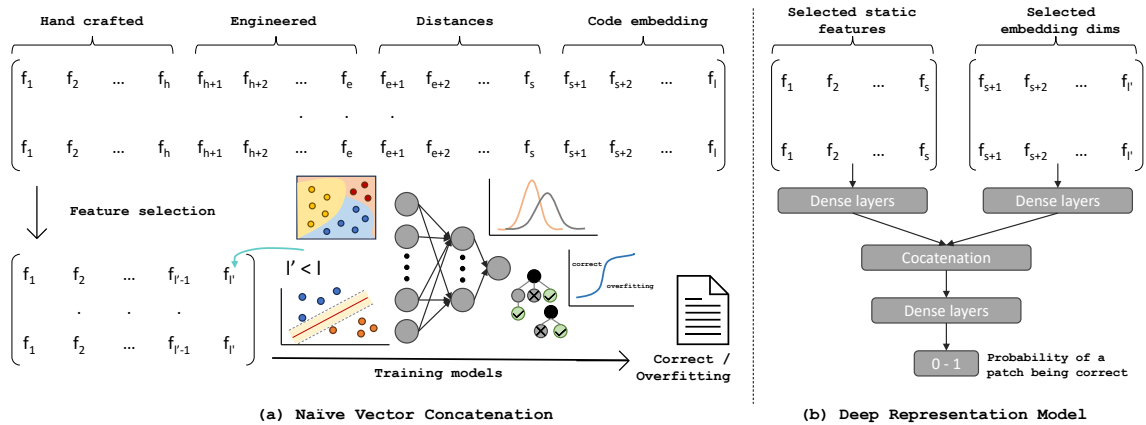 Hand crafted Engineered Distances Code embedding
f1 f2 ... fh fh+1 fh+2 ... fe fe+1 fe+2 ... fs fs+1 fs+2 ... fl
. . .
f1 f2 ... fh fh+1 fh+2 ... fe fe+1 fe+2 ... fs fs+1 fs+2 ... fl
Feature selection
l' < l
f1 f2 ... fl'-1 fl'
. . .
f1 f2 ... fl'-1 fl'
correct
overfitting
Training models
Correct /
Overfitting
(a) Naïve Vector Concatenation
Selected static
features
Selected
embedding dims
f1 f2 ... fs fs+1 fs+2 ... fl'
f1 f2 ... fs fs+1 fs+2 ... fl'
Dense layers Dense layers
Cocatenation
Dense layers
0 - 1
Probability of a
patch being correct
(b) Deep Representation Model